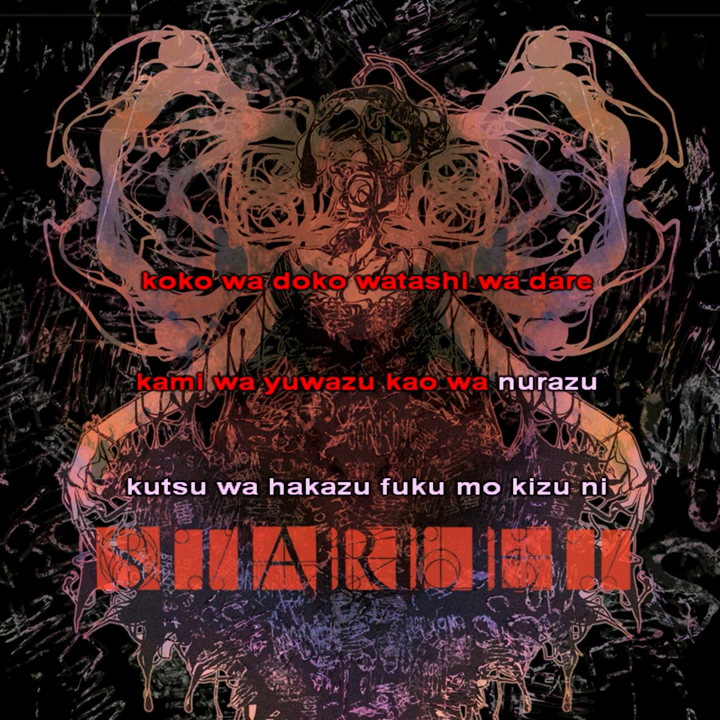 koko wa doko watashi wa dare
kami wa yuwazu kao wa nurazu
kutsu wa hakazu fuku mo kizu ni